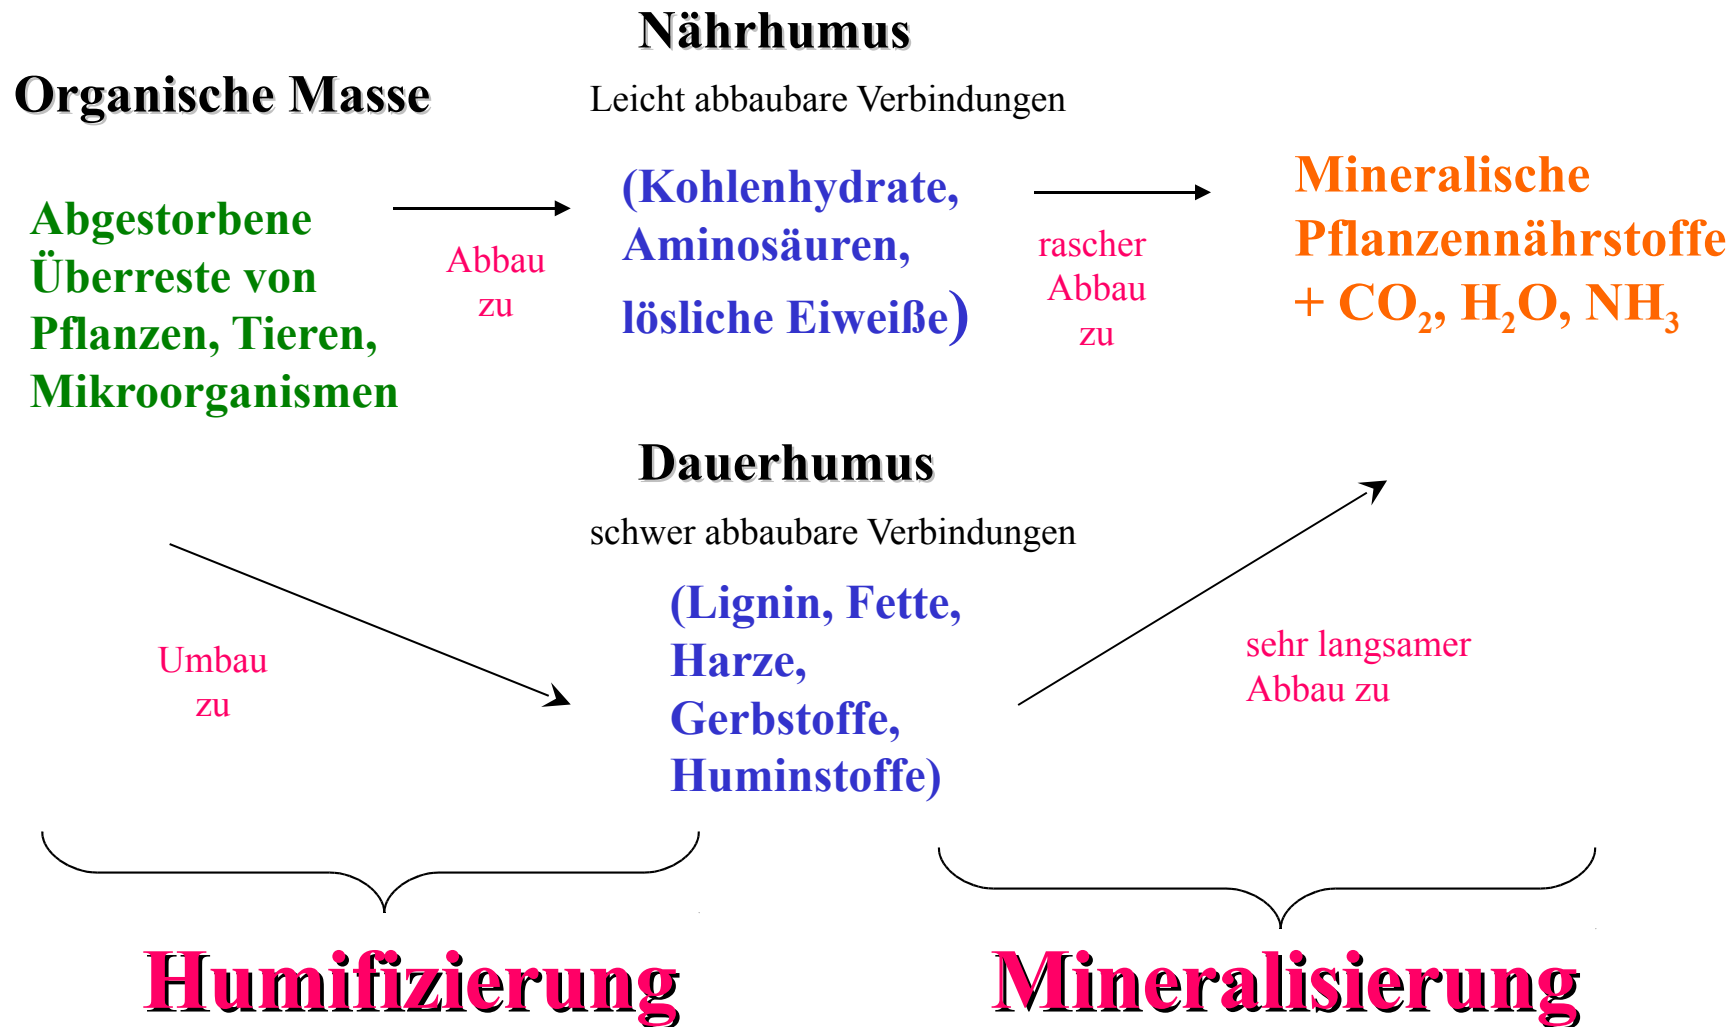 Nährhumus
Organische Masse
Leicht abbaubare Verbindungen
Abgestorbene
Überreste von
Pflanzen, Tieren,
Mikroorganismen
Abbau
zu
(Kohlenhydrate,
Aminosäuren,
lösliche Eiweiße)
rascher
Abbau
zu
Mineralische
Pflanzennährstoffe
+ CO₂, H₂O, NH₃
Dauerhumus
schwer abbaubare Verbindungen
Umbau
zu
(Lignin, Fette,
Harze,
Gerbstoffe,
Huminstoffe)
sehr langsamer
Abbau zu
Humifizierung
Mineralisierung